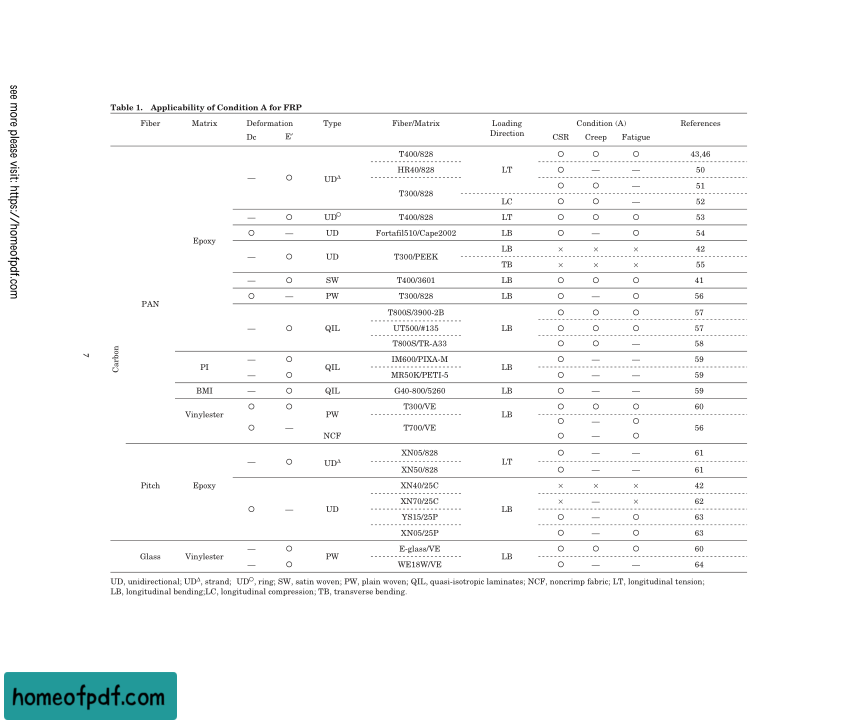 see more please visit: https://homeofpdf.com
Table 1. Applicability of Condition A for FRP
Fiber Matrix Deformation Type Fiber/Matrix Loading Direction Condition (A) References
Dc E′ CSR Creep Fatigue
Carbon PAN Epoxy — ○ UDΔ T400/828 LT ○ ○ ○ 43,46
HR40/828 ○ — — 50
T300/828 ○ ○ — 51
LC ○ ○ — 52
— ○ UD○ T400/828 LT ○ ○ ○ 53
○ — UD Fortafil510/Cape2002 LB ○ — ○ 54
— ○ UD T300/PEEK LB × × × 42
TB × × × 55
— ○ SW T400/3601 LB ○ ○ ○ 41
○ — PW T300/828 LB ○ — ○ 56
— ○ QIL T800S/3900-2B LB ○ ○ ○ 57
UT500/#135 ○ ○ ○ 57
T800S/TR-A33 ○ ○ — 58
PI — ○ QIL IM600/PIXA-M LB ○ — — 59
— ○ MR50K/PETI-5 ○ — — 59
BMI — ○ QIL G40-800/5260 LB ○ — — 59
Vinylester ○ ○ PW T300/VE LB ○ ○ ○ 60
○ — T700/VE ○ — ○ 56
NCF ○ — ○
Pitch Epoxy — ○ UDΔ XN05/828 LT ○ — — 61
XN50/828 ○ — — 61
○ — UD XN40/25C LB × × × 42
XN70/25C × — × 62
YS15/25P ○ — ○ 63
XN05/25P ○ — ○ 63
Glass Vinylester — ○ PW E-glass/VE LB ○ ○ ○ 60
— ○ WE18W/VE ○ — — 64
UD, unidirectional; UDΔ, strand; UD○, ring; SW, satin woven; PW, plain woven; QIL, quasi-isotropic laminates; NCF, noncrimp fabric; LT, longitudinal tension;
LB, longitudinal bending;LC, longitudinal compression; TB, transverse bending.
7
homeofpdf.com